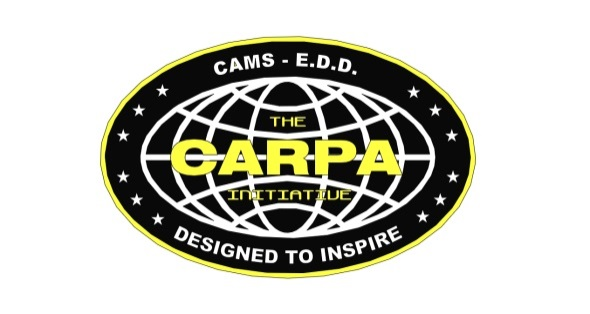 CAMS - E.D.D.
THE
CARPA
INITIATIVE
DESIGNED TO INSPIRE